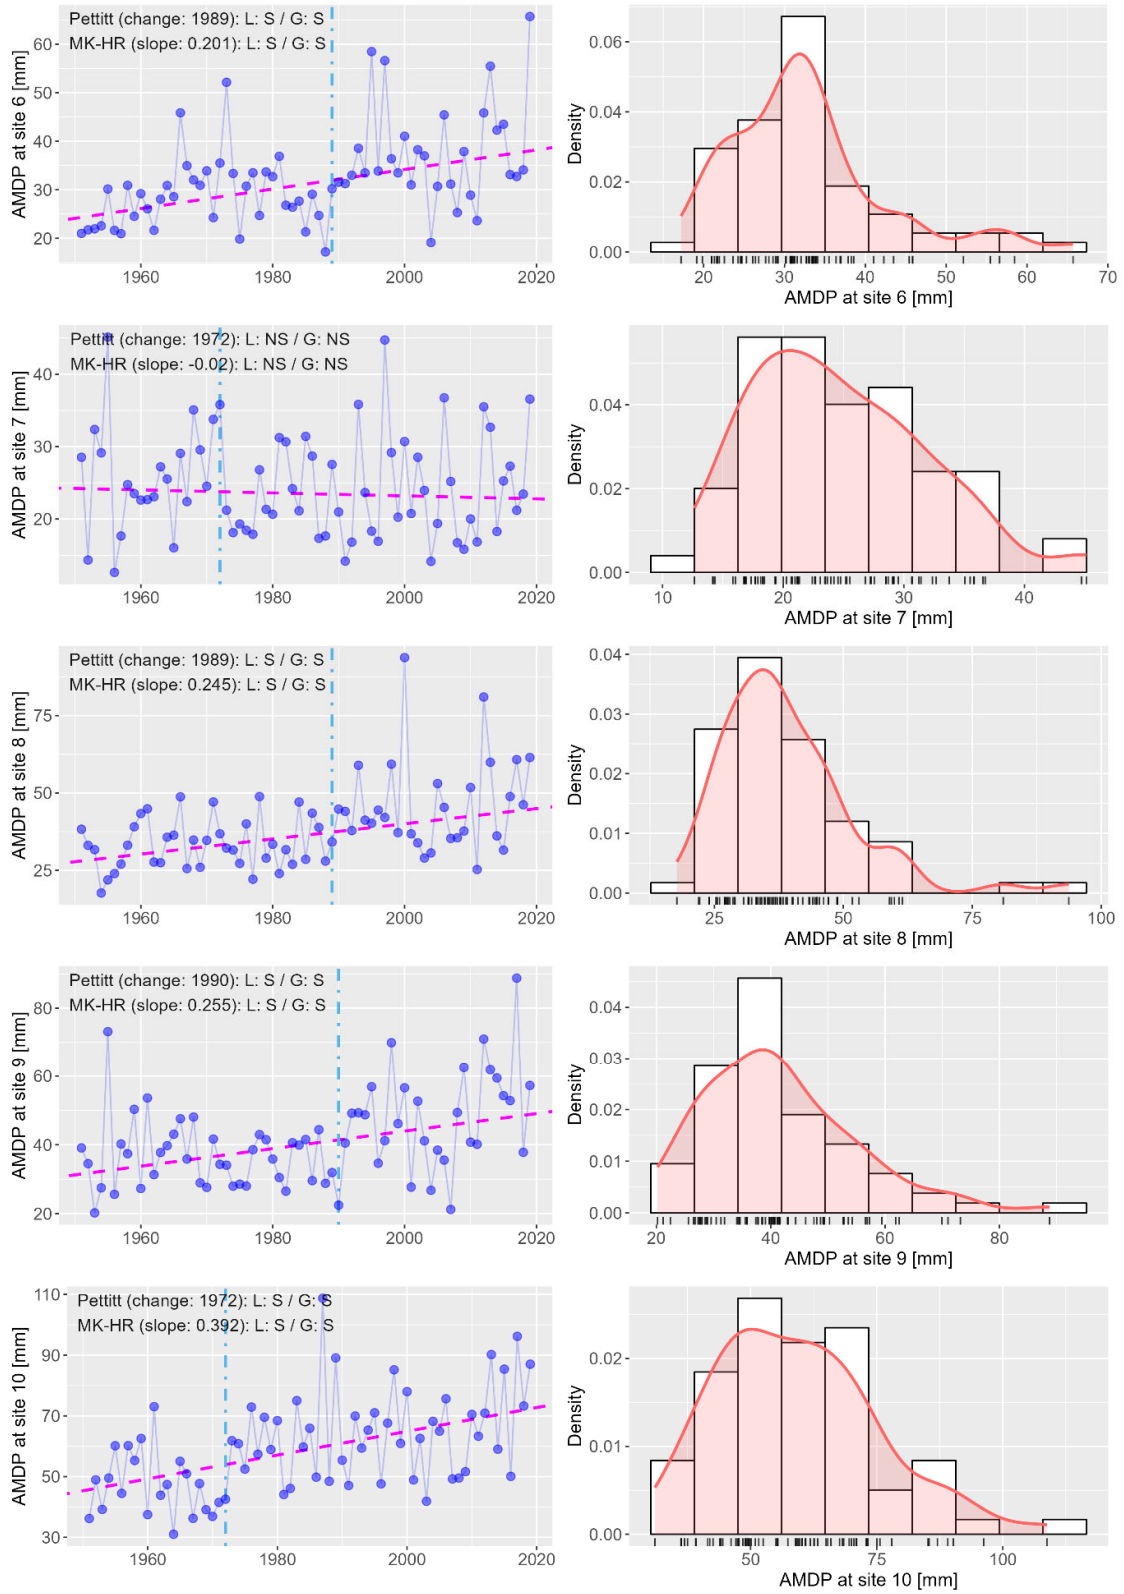 Pettitt (change: 1989): L: S / G: S
MK-HR (slope: 0.201): L: S / G: S
AMDP at site 6 [mm]
60
50
40
30
20
1960 1980 2000 2020
Density
0.06
0.04
0.02
0.00
20 30 40 50 60 70
AMDP at site 6 [mm]
Pettitt (change: 1972): L: NS / G: NS
MK-HR (slope: -0.02): L: NS / G: NS
AMDP at site 7 [mm]
40
30
20
1960 1980 2000 2020
Density
0.04
0.02
0.00
10 20 30 40
AMDP at site 7 [mm]
Pettitt (change: 1989): L: S / G: S
MK-HR (slope: 0.245): L: S / G: S
AMDP at site 8 [mm]
75
50
25
1960 1980 2000 2020
Density
0.04
0.03
0.02
0.01
0.00
25 50 75 100
AMDP at site 8 [mm]
Pettitt (change: 1990): L: S / G: S
MK-HR (slope: 0.255): L: S / G: S
AMDP at site 9 [mm]
80
60
40
20
1960 1980 2000 2020
Density
0.04
0.03
0.02
0.01
0.00
20 40 60 80
AMDP at site 9 [mm]
Pettitt (change: 1972): L: S / G: S
MK-HR (slope: 0.392): L: S / G: S
AMDP at site 10 [mm]
110
90
70
50
30
1960 1980 2000 2020
Density
0.02
0.01
0.00
50 75 100
AMDP at site 10 [mm]